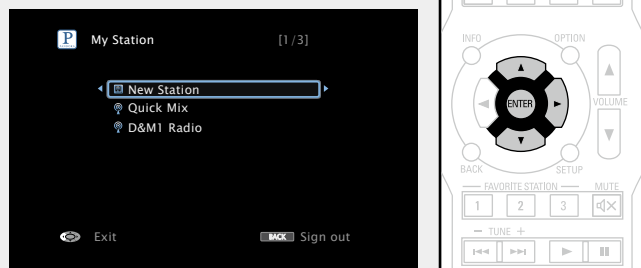 P My Station [1/3]
New Station
Quick Mix
D&M1 Radio
Exit BACK Sign out
INFO OPTION
ENTER
VOLUME
BACK SETUP
FAVORITE STATION MUTE
1 2 3
− TUNE +